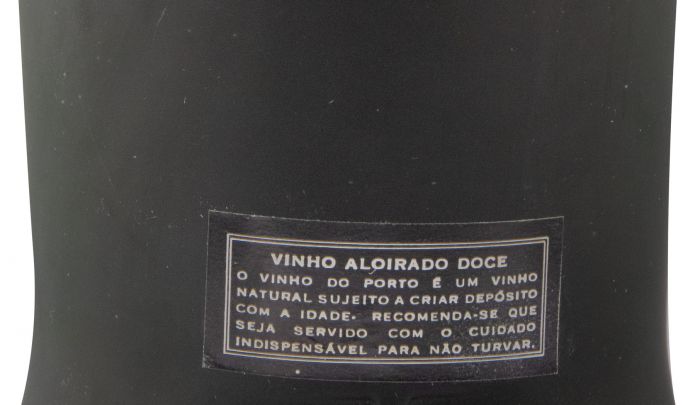 VINHO ALOIRADO DOCE
O VINHO DO PORTO É UM VINHO
NATURAL SUJEITO A CRIAR DEPÓSITO
COM A IDADE. RECOMENDA-SE QUE
SEJA SERVIDO COM O CUIDADO
INDISPENSÁVEL PARA NÃO TURVAR.